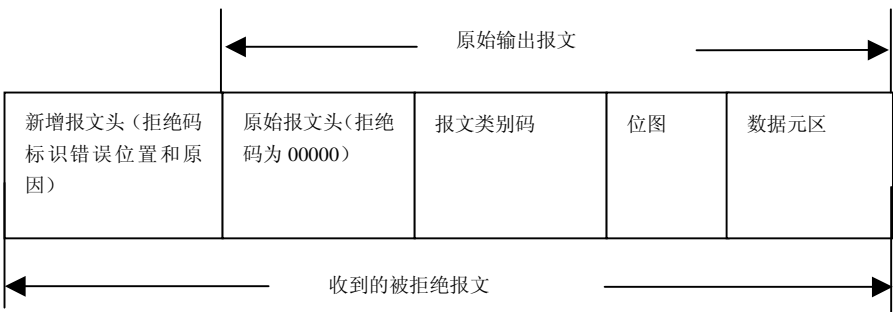 原始输出报文
新增报文头（拒绝码
标识错误位置和原
因）
原始报文头（拒绝
码为 00000）
报文类别码
位图
数据元区
收到的被拒绝报文